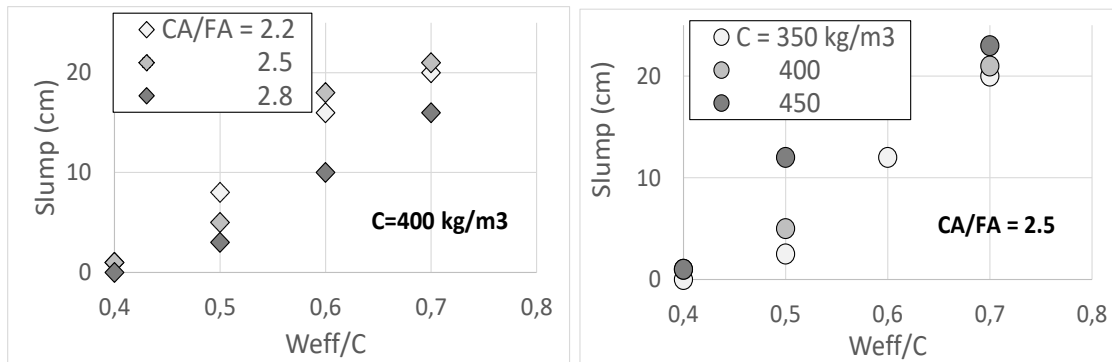 CA/FA = 2.2
2.5
2.8
20
10
0
Slump (cm)
C=400 kg/m3
0,4 0,5 0,6 0,7 0,8
Weff/C
C = 350 kg/m3
400
450
20
10
0
Slump (cm)
CA/FA = 2.5
0,4 0,5 0,6 0,7 0,8
Weff/C